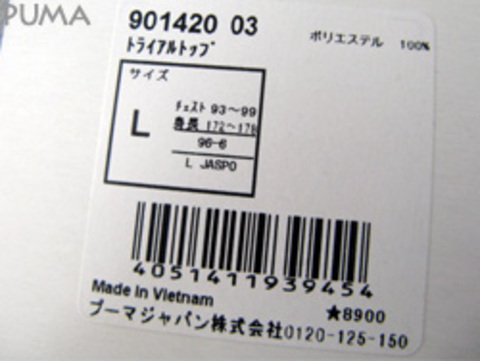 PUMA
901420 03
ﾄﾗｲｱﾙﾄｯﾌﾟ
ポリエステル 100%
サイズ
L
ﾁｪｽﾄ 93～99
身長 172～178
96-6
L JASPO
4051411939454
Made In Vietnam
★8900
プーマジャパン株式会社0120-125-150